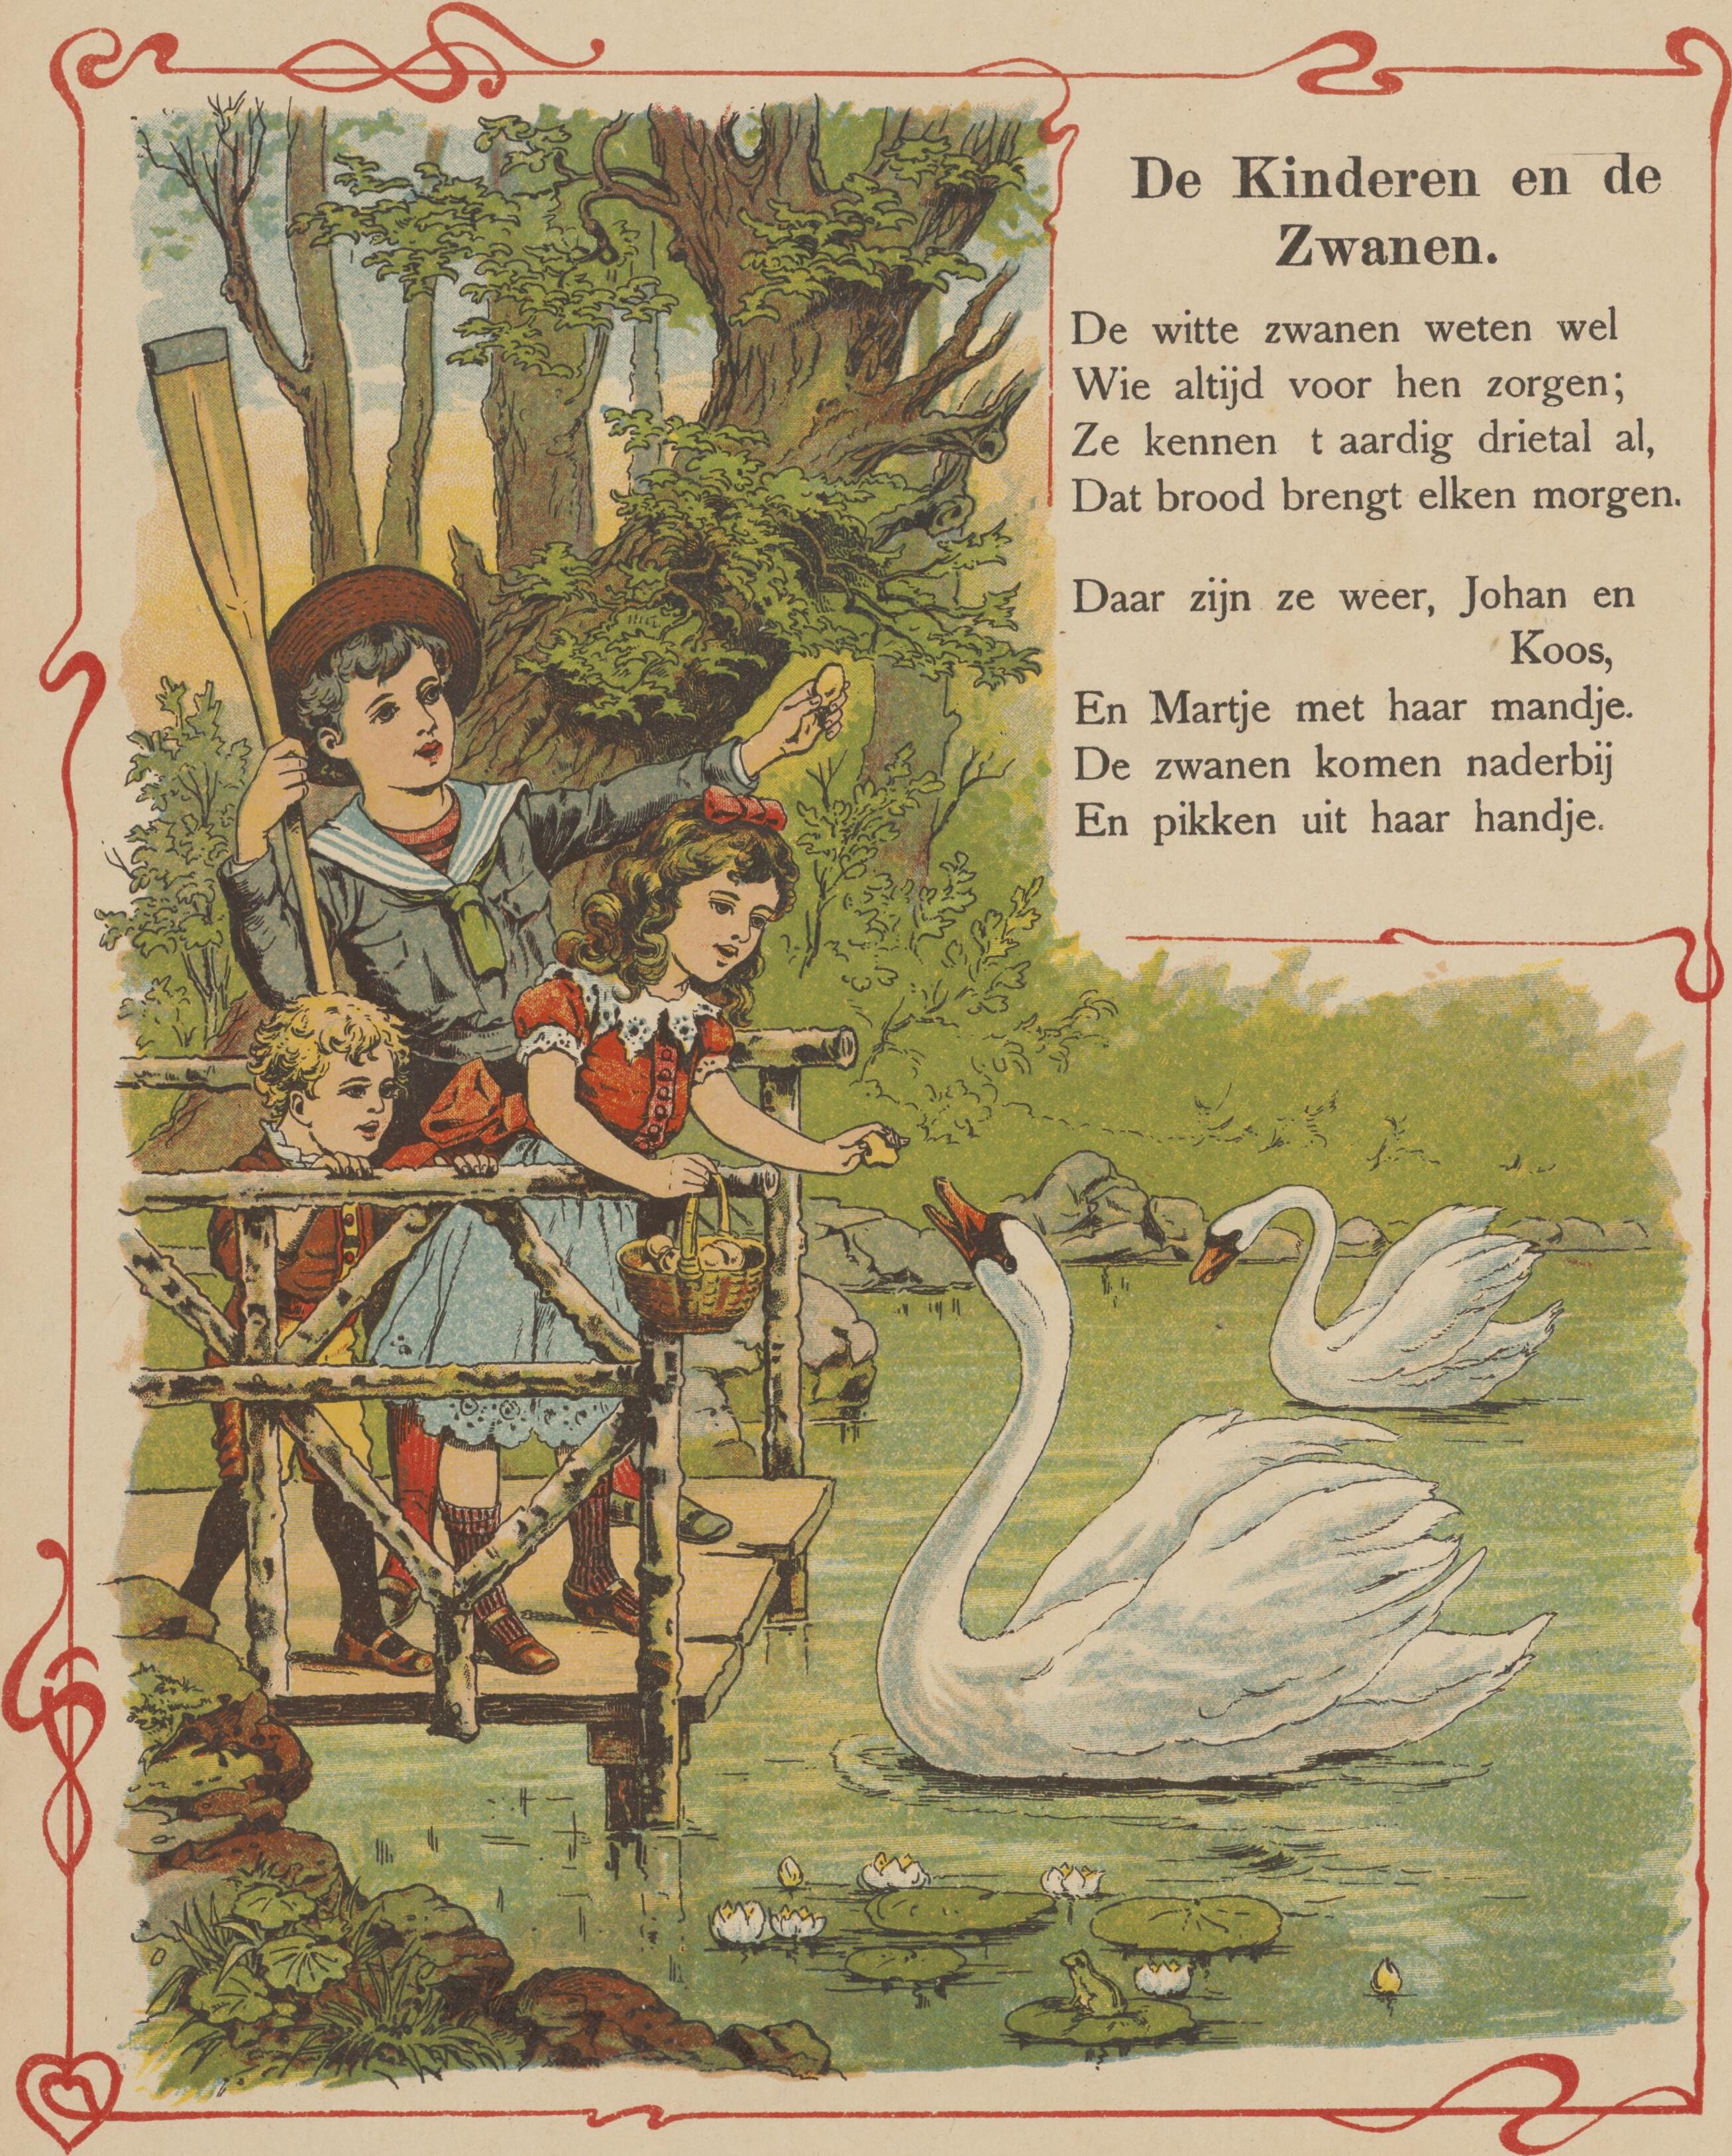 De Kinderen en de
Zwanen.
De witte zwanen weten wel
Wie altijd voor hen zorgen;
Ze kennen t aardig drietal al,
Dat brood brengt elken morgen.
Daar zijn ze weer, Johan en
Koos,
En Martje met haar mandje.
De zwanen komen naderbij
En pikken uit haar handje.